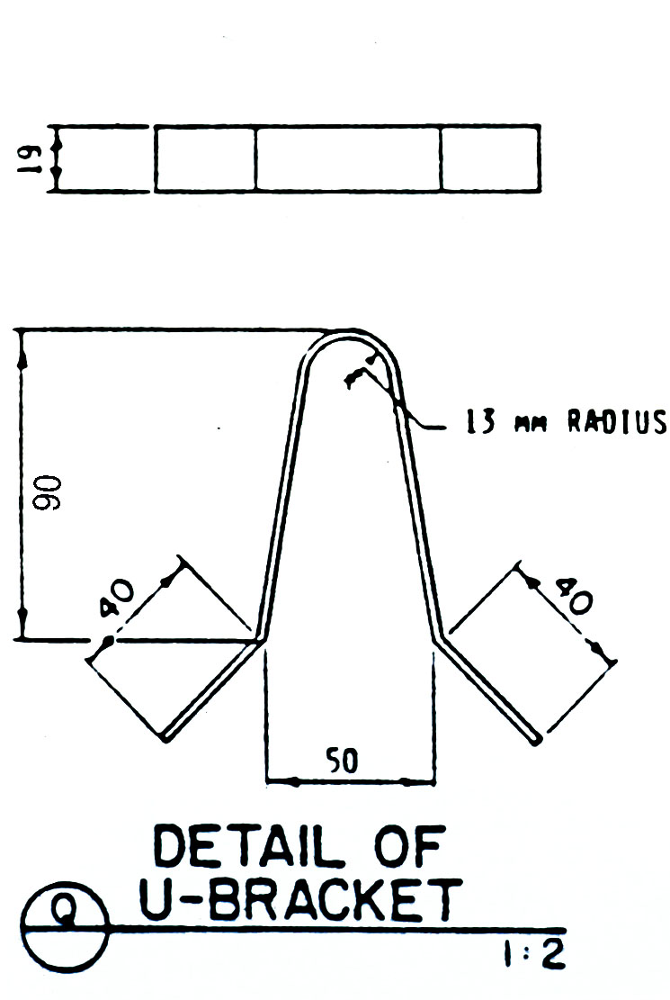 19
13 mm RADIUS
90
40
40
50
DETAIL OF
U-BRACKET
Q
1:2